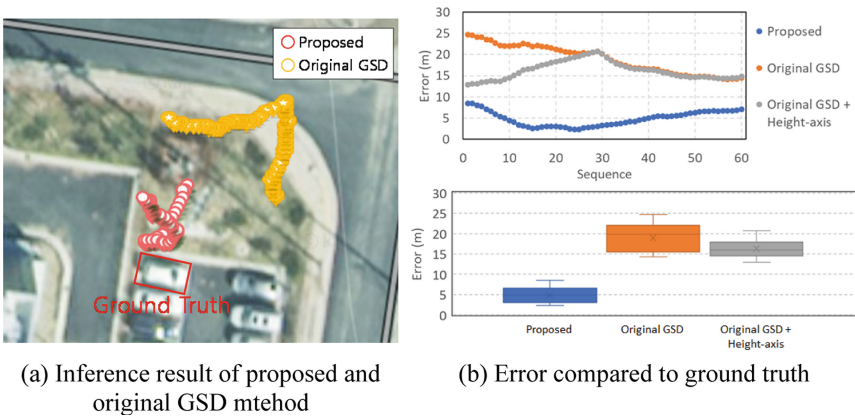 Proposed
Original GSD
Ground Truth
(a) Inference result of proposed and
original GSD mtehod
Error (m)
30
25
20
15
10
5
0
0
10
20
30
40
50
60
Sequence
Proposed
Original GSD
Original GSD +
Height-axis
Error (m)
30
25
20
15
10
5
0
Proposed
Original GSD
Original GSD +
Height-axis
(b) Error compared to ground truth